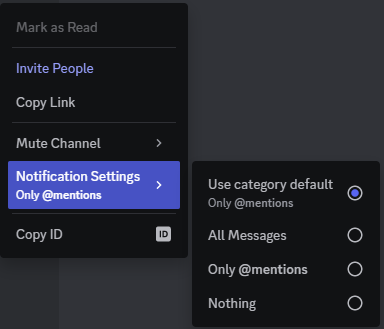 Mark as Read
Invite People
Copy Link
Mute Channel
Notification Settings
Only @mentions
Copy ID
ID
Use category default
Only @mentions
All Messages
Only @mentions
Nothing